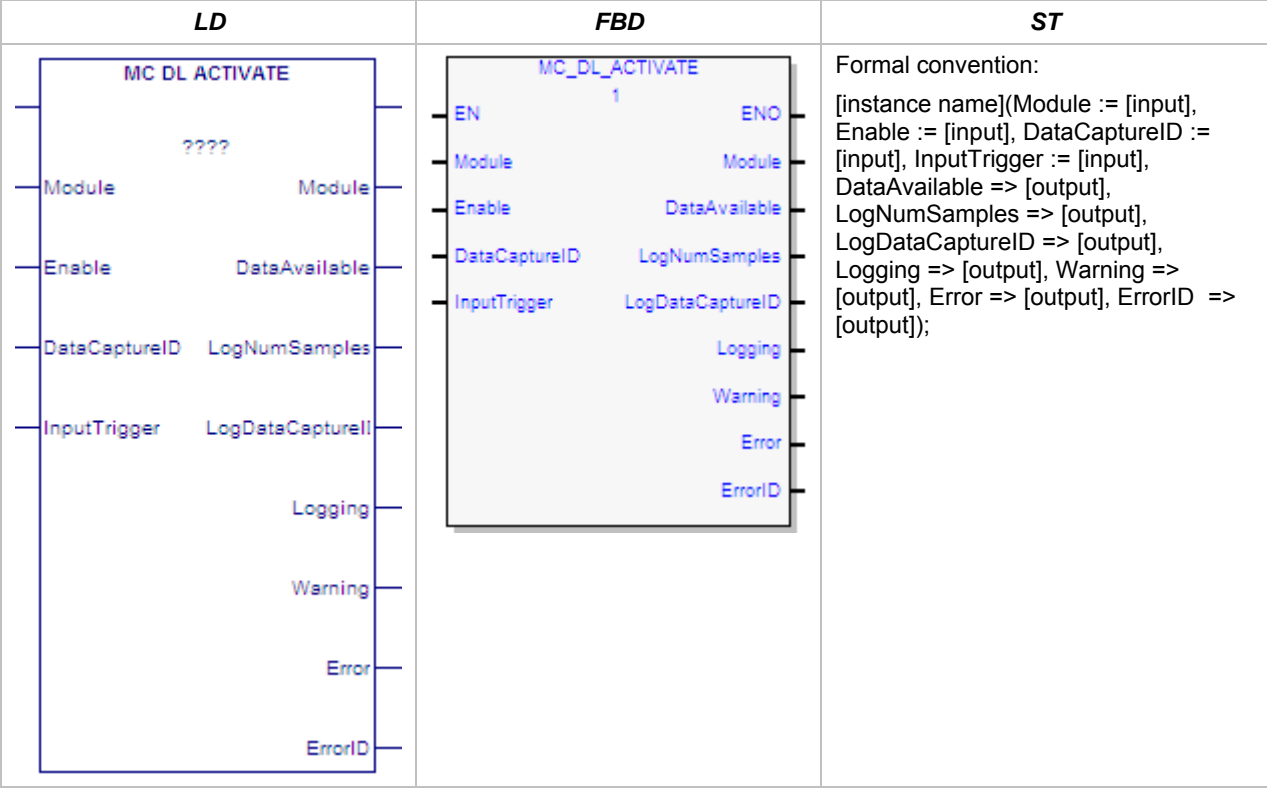 LD
FBD
ST
MC DL ACTIVATE
????
Module Module
Enable DataAvailable
DataCaptureID LogNumSamples
InputTrigger LogDataCaptureI
Logging
Warning
Error
ErrorID
MC_DL_ACTIVATE
1
EN ENO
Module Module
Enable DataAvailable
DataCaptureID LogNumSamples
InputTrigger LogDataCaptureID
Logging
Warning
Error
ErrorID
Formal convention:
[instance name](Module := [input],
Enable := [input], DataCaptureID :=
[input], InputTrigger := [input],
DataAvailable => [output],
LogNumSamples => [output],
LogDataCaptureID => [output],
Logging => [output], Warning =>
[output], Error => [output], ErrorID =>
[output]);